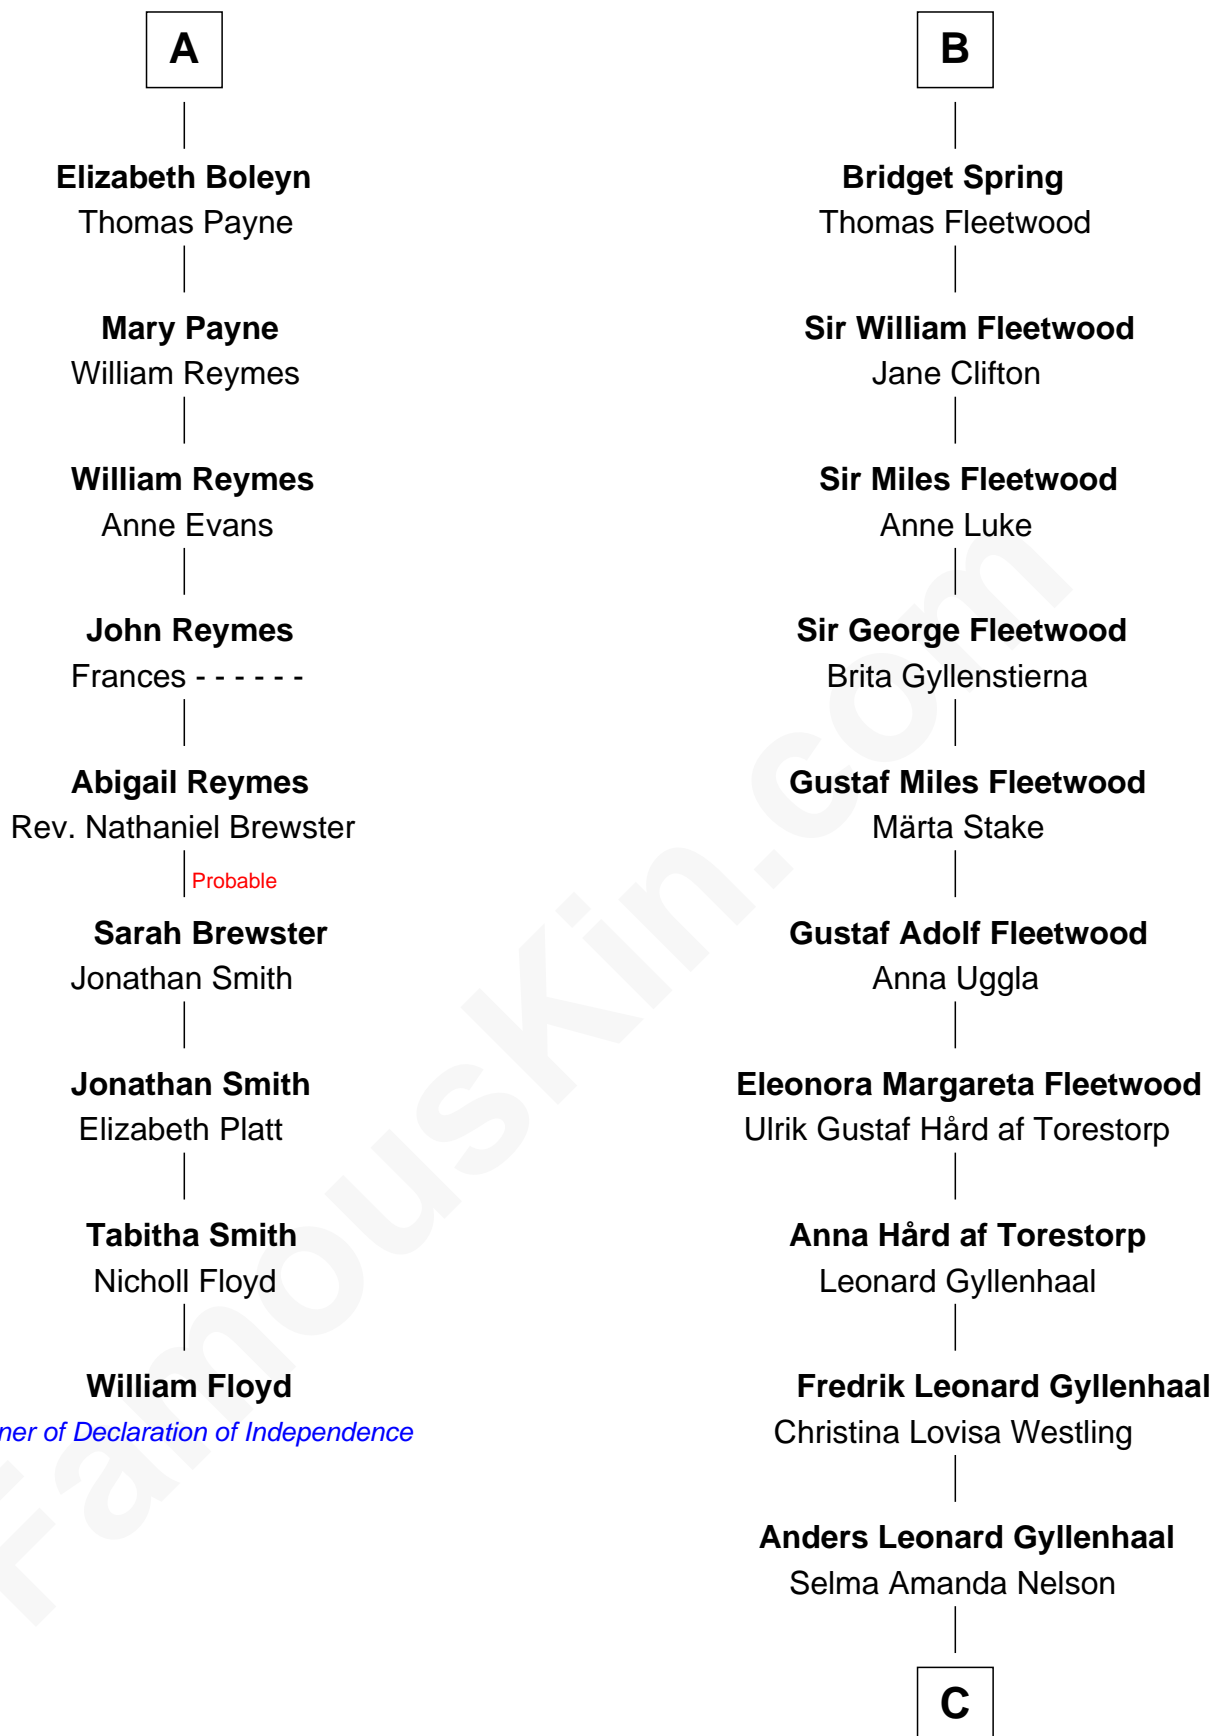 A
Elizabeth Boleyn
Thomas Payne
Mary Payne
William Reymes
William Reymes
Anne Evans
John Reymes
Frances - - - - - -
Abigail Reymes
Rev. Nathaniel Brewster
Probable
Sarah Brewster
Jonathan Smith
Jonathan Smith
Elizabeth Platt
Tabitha Smith
Nicholl Floyd
William Floyd
ner of Declaration of Independence
B
Bridget Spring
Thomas Fleetwood
Sir William Fleetwood
Jane Clifton
Sir Miles Fleetwood
Anne Luke
Sir George Fleetwood
Brita Gyllenstierna
Gustaf Miles Fleetwood
Märta Stake
Gustaf Adolf Fleetwood
Anna Uggla
Eleonora Margareta Fleetwood
Ulrik Gustaf Hård af Torestorp
Anna Hård af Torestorp
Leonard Gyllenhaal
Fredrik Leonard Gyllenhaal
Christina Lovisa Westling
Anders Leonard Gyllenhaal
Selma Amanda Nelson
C
FamousKin.com